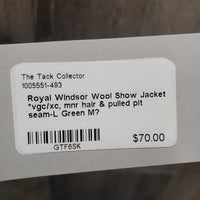 The Tack Collector
1005551-493
Royal Windsor Wool Show Jacket
*vgc/xc, mnr hair & pulled pit
seam-L Green M?
$70.00
GTF6SK